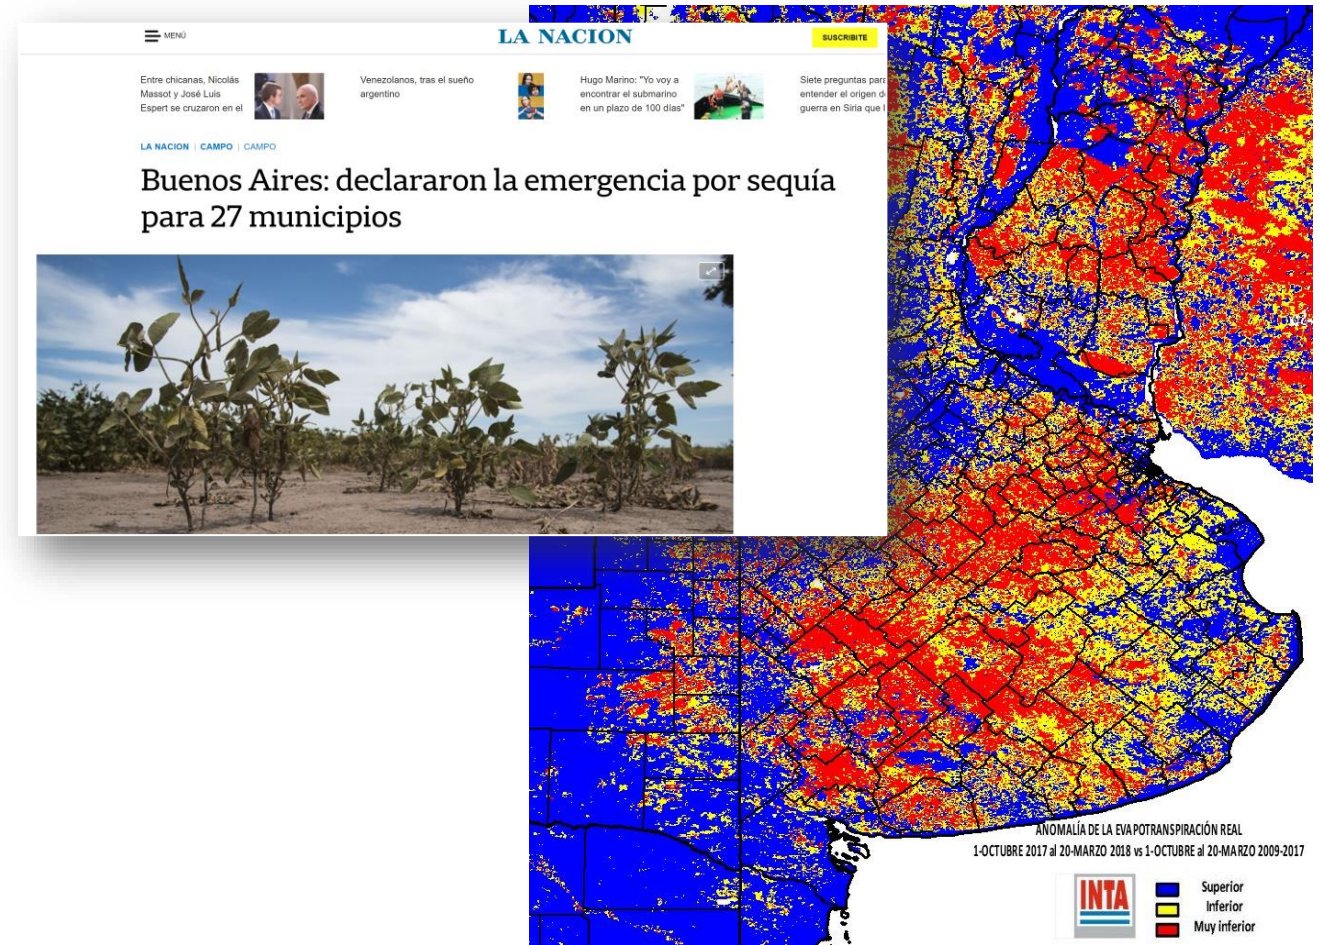 MENÚ
LA NACION
SUSCRIBITE
Entre chicanas, Nicolás
Massot y José Luis
Espert se cruzaron en el
Venezolanos, tras el sueño
argentino
Hugo Marino: "Yo voy a
encontrar el submarino
en un plazo de 100 días"
Siete preguntas para
entender el origen de
guerra en Siria que
LA NACION | CAMPO | CAMPO
Buenos Aires: declararon la emergencia por sequía
para 27 municipios
ANOMALÍA DE LA EVAPOTRANSPIRACIÓN REAL
1-OCTUBRE 2017 al 20-MARZO 2018 vs 1-OCTUBRE al 20-MARZO 2009-2017
INTA
Superior
Inferior
Muy inferior